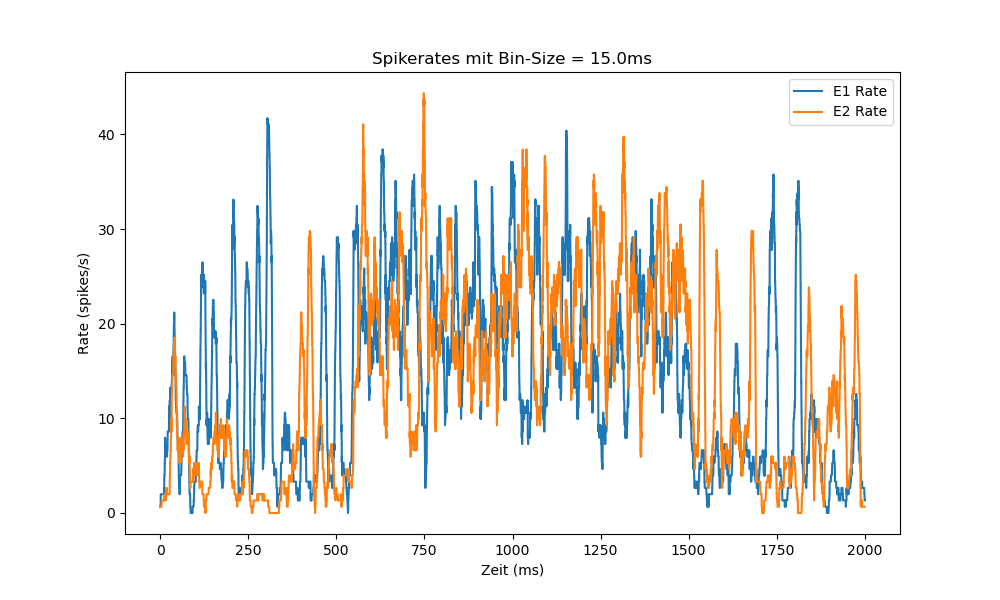 Spikerates mit Bin-Size = 15.0ms
E1 Rate
E2 Rate
Rate (spikes/s)
40
30
20
10
0
0 250 500 750 1000 1250 1500 1750 2000
Zeit (ms)